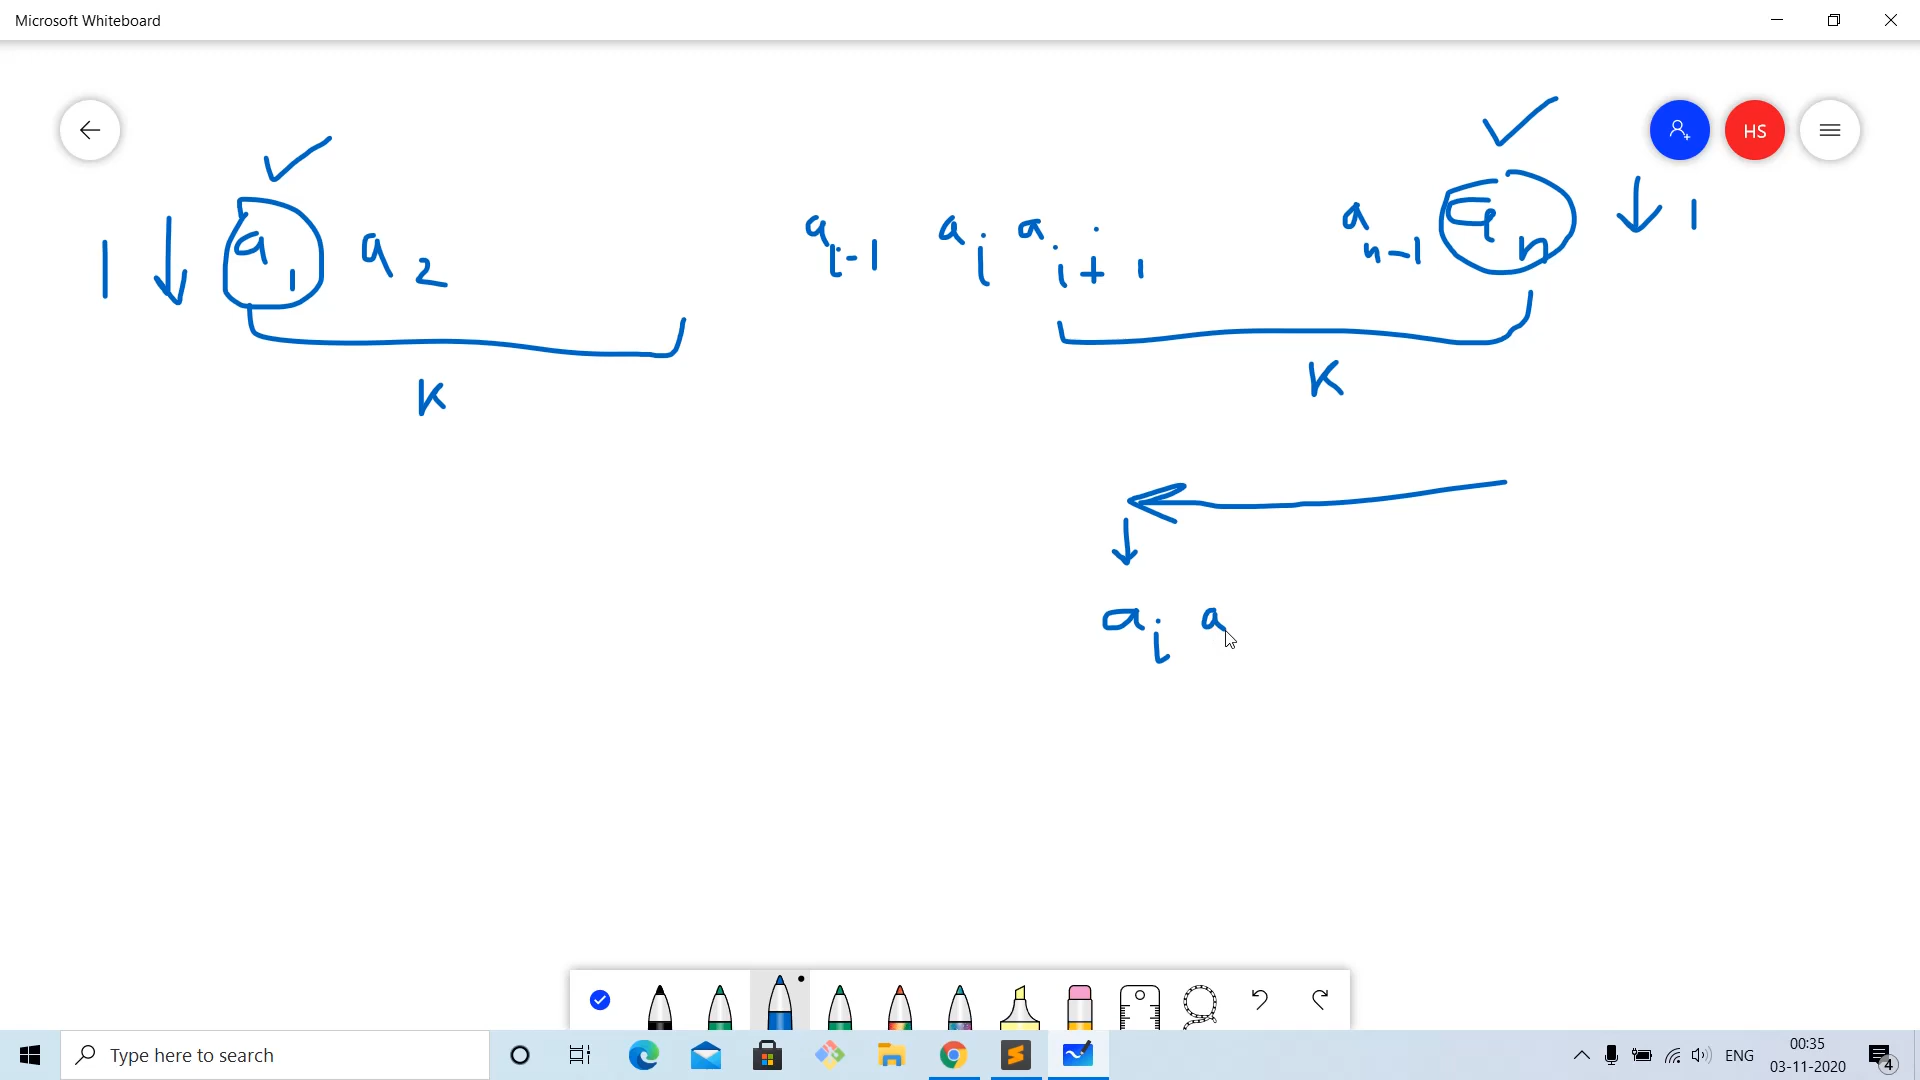 Microsoft Whiteboard
HS
1 ↓ a₁ a₂ aᵢ₋₁ aᵢ aᵢ₊₁ aₙ₋₁ aₙ ↓ 1
K K
aᵢ a
Type here to search
ENG
00:35
03-11-2020
4